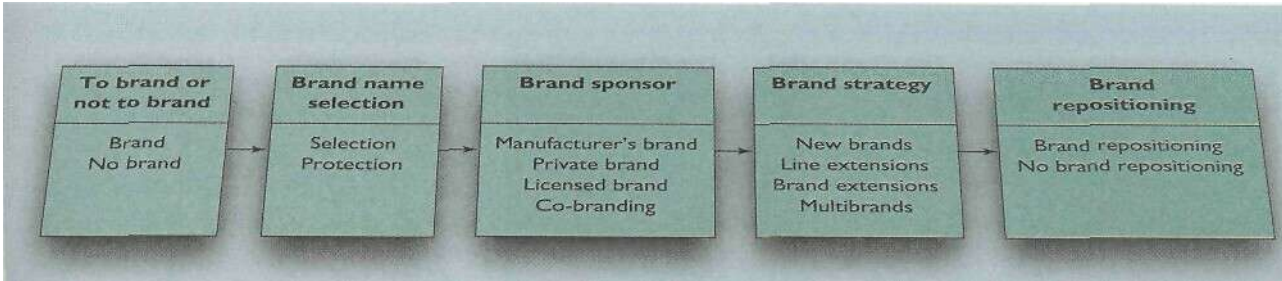 To brand or
not to brand
Brand
No brand
Brand name
selection
Selection
Protection
Brand sponsor
Manufacturer's brand
Private brand
Licensed brand
Co-branding
Brand strategy
New brands
Line extensions
Brand extensions
Multibrands
Brand
repositioning
Brand repositioning
No brand repositioning